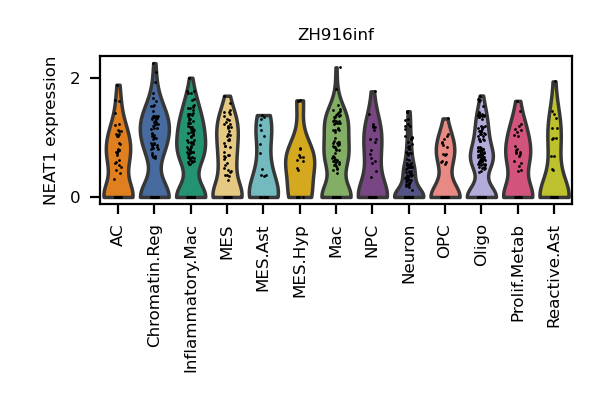 ZH916inf
NEAT1 expression
2
0
AC
Chromatin.Reg
Inflammatory.Mac
MES
MES.Ast
MES.Hyp
Mac
NPC
Neuron
OPC
Oligo
Prolif.Metab
Reactive.Ast